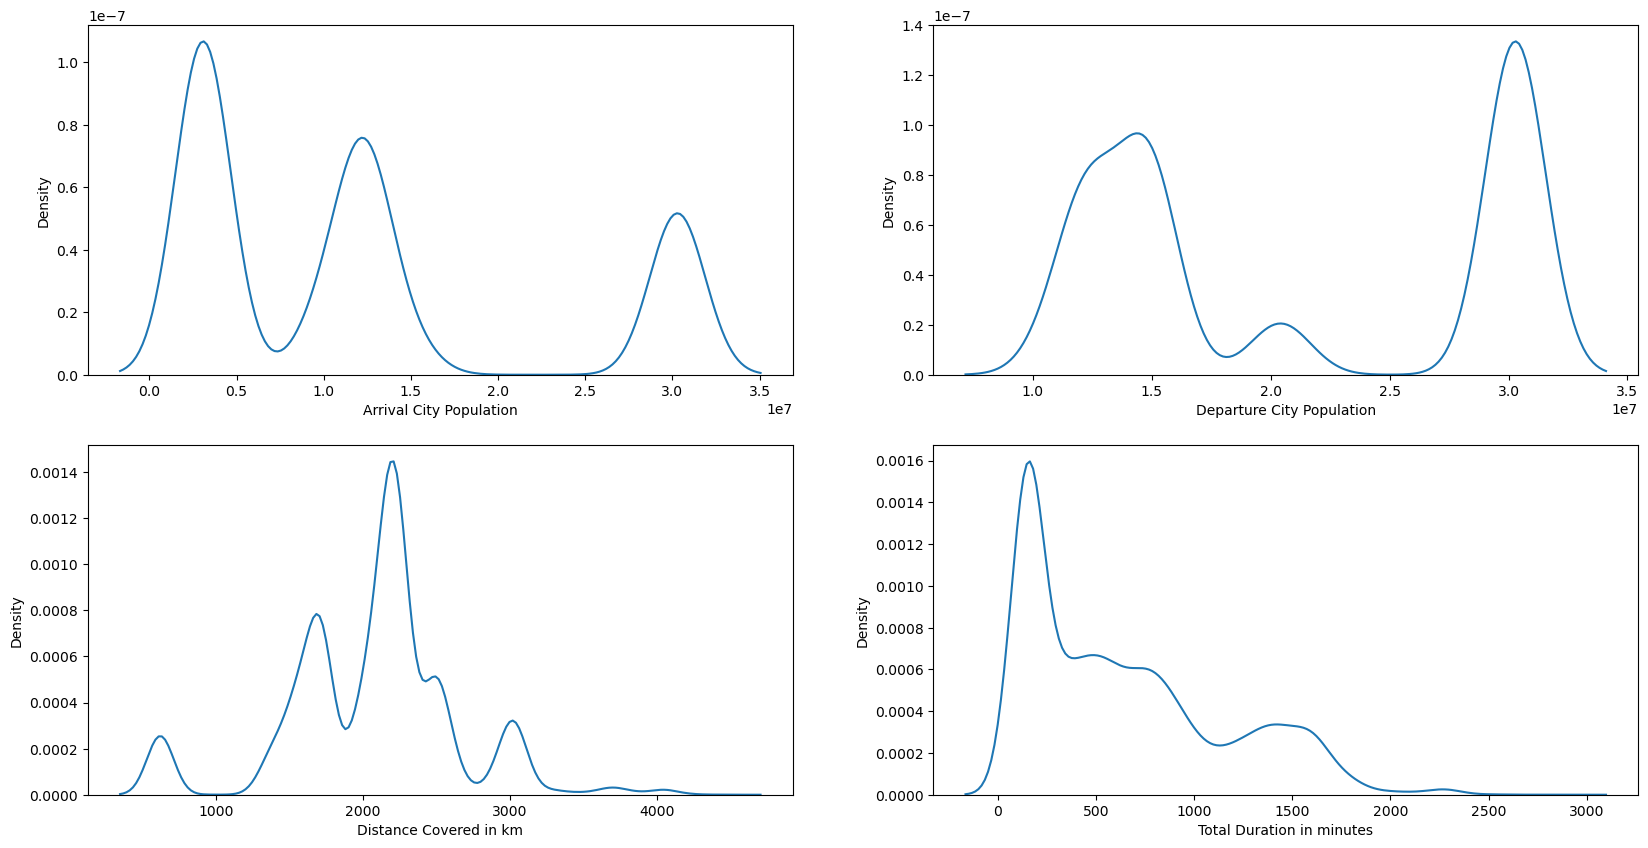 1e−7
1.0
0.8
0.6
0.4
0.2
0.0
Density
0.0 0.5 1.0 1.5 2.0 2.5 3.0 3.5
Arrival City Population
1e7
1e−7
1.4
1.2
1.0
0.8
0.6
0.4
0.2
0.0
Density
1.0 1.5 2.0 2.5 3.0 3.5
Departure City Population
1e7
0.0014
0.0012
0.0010
0.0008
0.0006
0.0004
0.0002
0.0000
Density
1000 2000 3000 4000
Distance Covered in km
0.0016
0.0014
0.0012
0.0010
0.0008
0.0006
0.0004
0.0002
0.0000
Density
0 500 1000 1500 2000 2500 3000
Total Duration in minutes